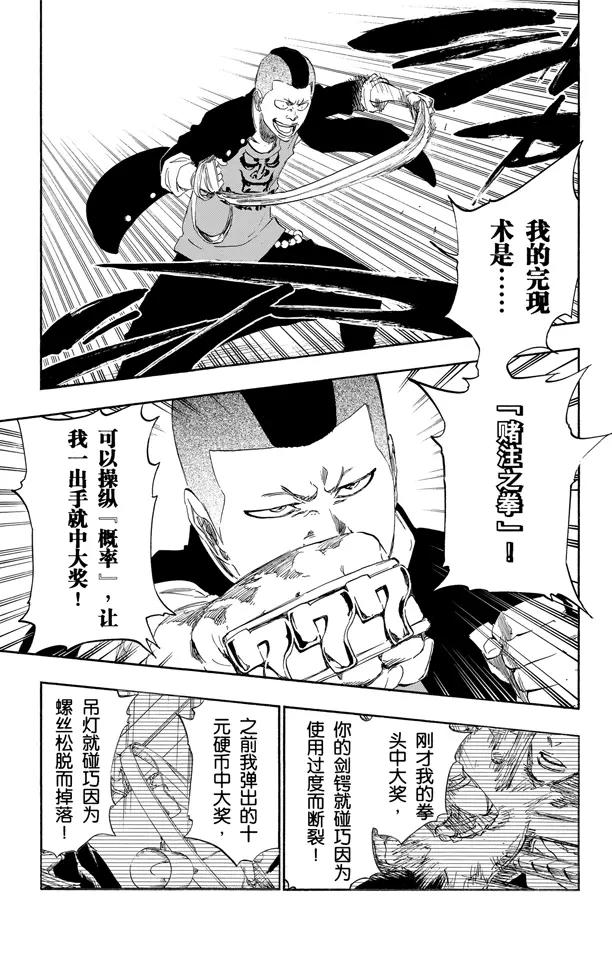 我的完现
术是……
『赌注之拳』！
可以操纵『概率』，让
我一出手就中大奖！
777
刚才我的拳
头中大奖，
你的剑锷就碰巧因为
使用过度而断裂！
之前我弹出的十
元硬币中大奖，
吊灯就碰巧因为
螺丝松脱而掉落！